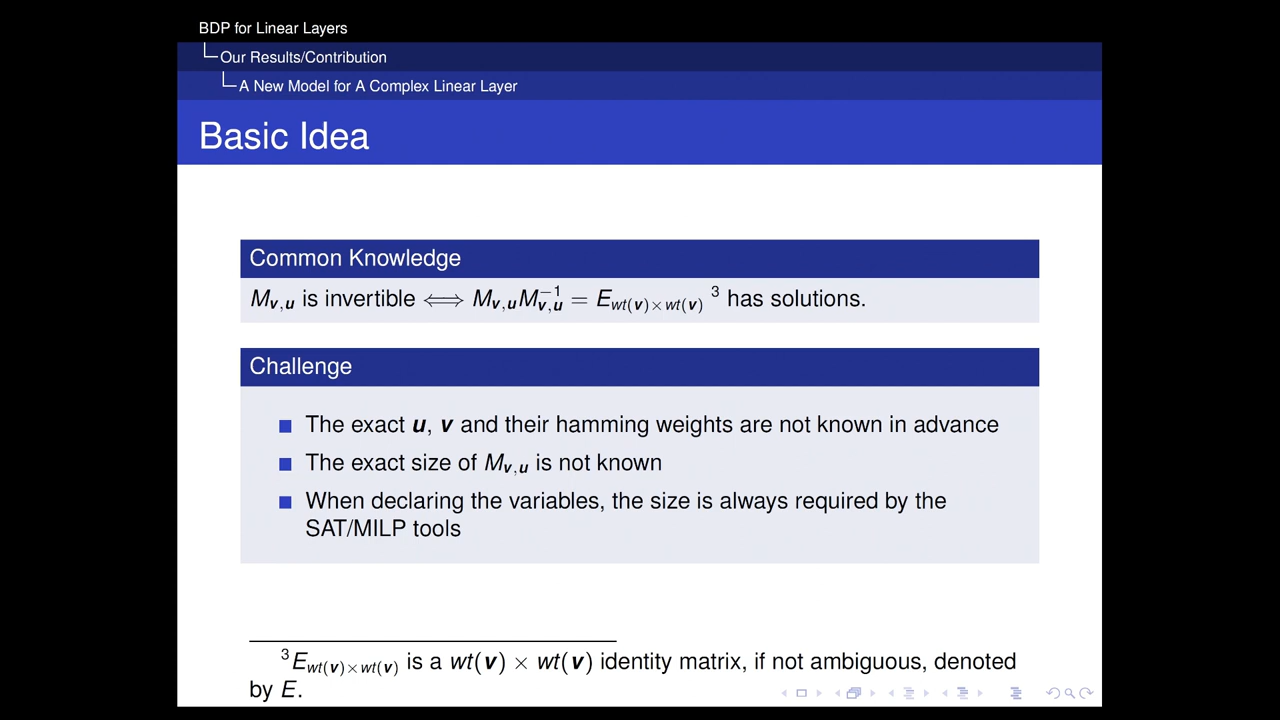 BDP for Linear Layers
Our Results/Contribution
A New Model for A Complex Linear Layer
Basic Idea
Common Knowledge
M_{v,u} is invertible ⟺ M_{v,u}M_{v,u}^{-1} = E_{wt(v)×wt(v)} ³ has solutions.
Challenge
The exact u, v and their hamming weights are not known in advance
The exact size of M_{v,u} is not known
When declaring the variables, the size is always required by the
SAT/MILP tools
³E_{wt(v)×wt(v)} is a wt(v) × wt(v) identity matrix, if not ambiguous, denoted
by E.